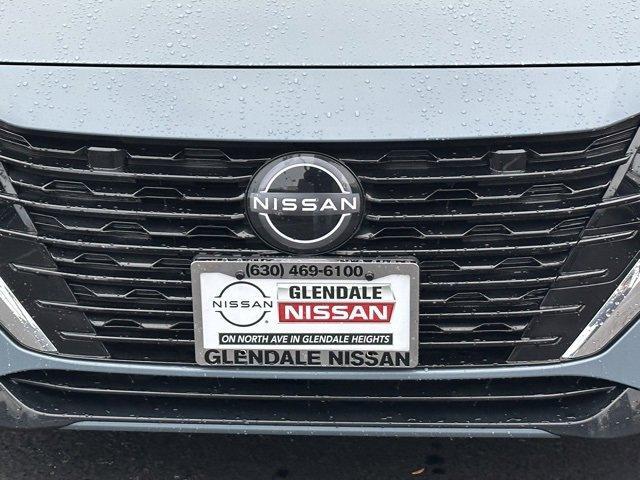 NISSAN
(630) 469-6100
NISSAN
GLENDALE
NISSAN
ON NORTH AVE IN GLENDALE HEIGHTS
GLENDALE NISSAN